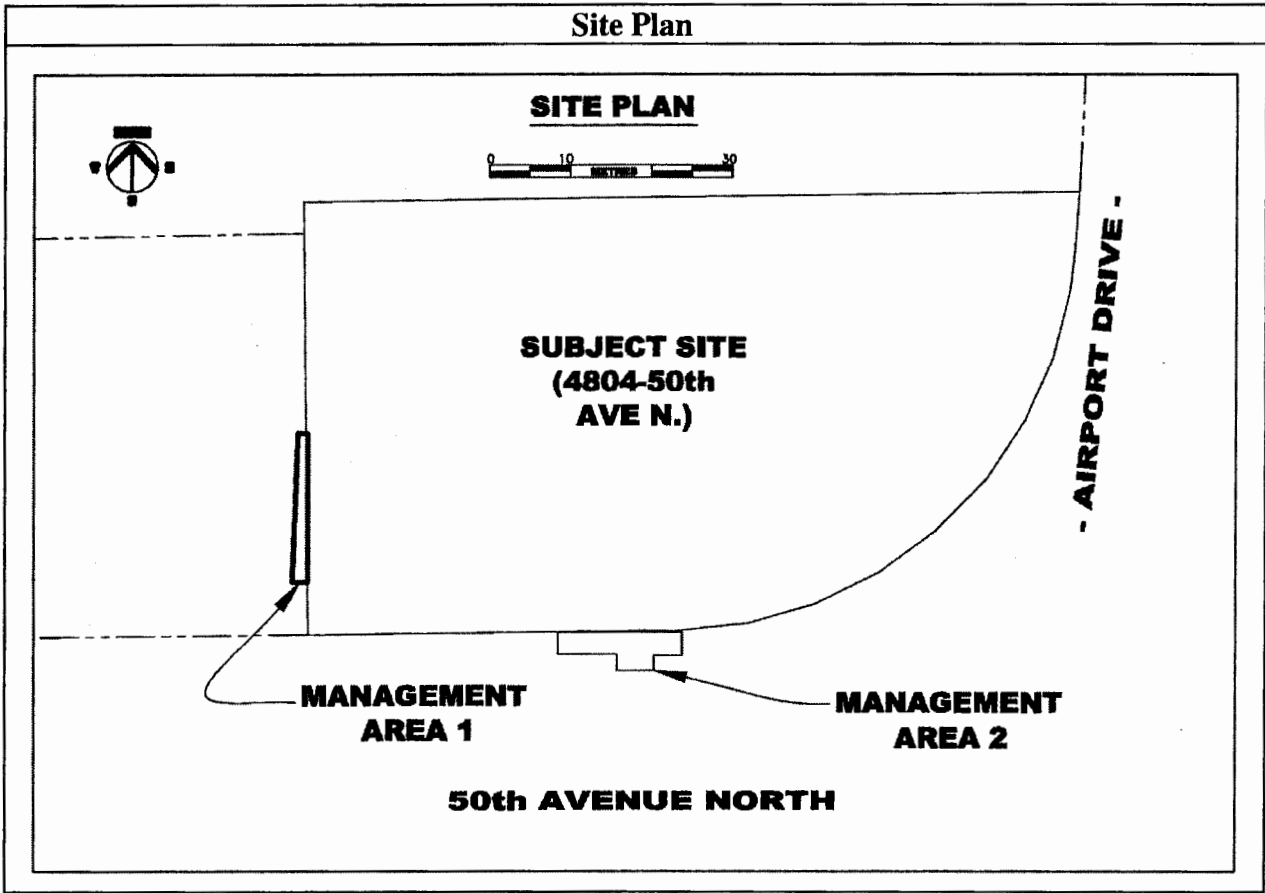 Site Plan
SITE PLAN
0 10 30
SUBJECT SITE
(4804-50th
AVE N.)
- AIRPORT DRIVE -
MANAGEMENT
AREA 1
MANAGEMENT
AREA 2
50th AVENUE NORTH